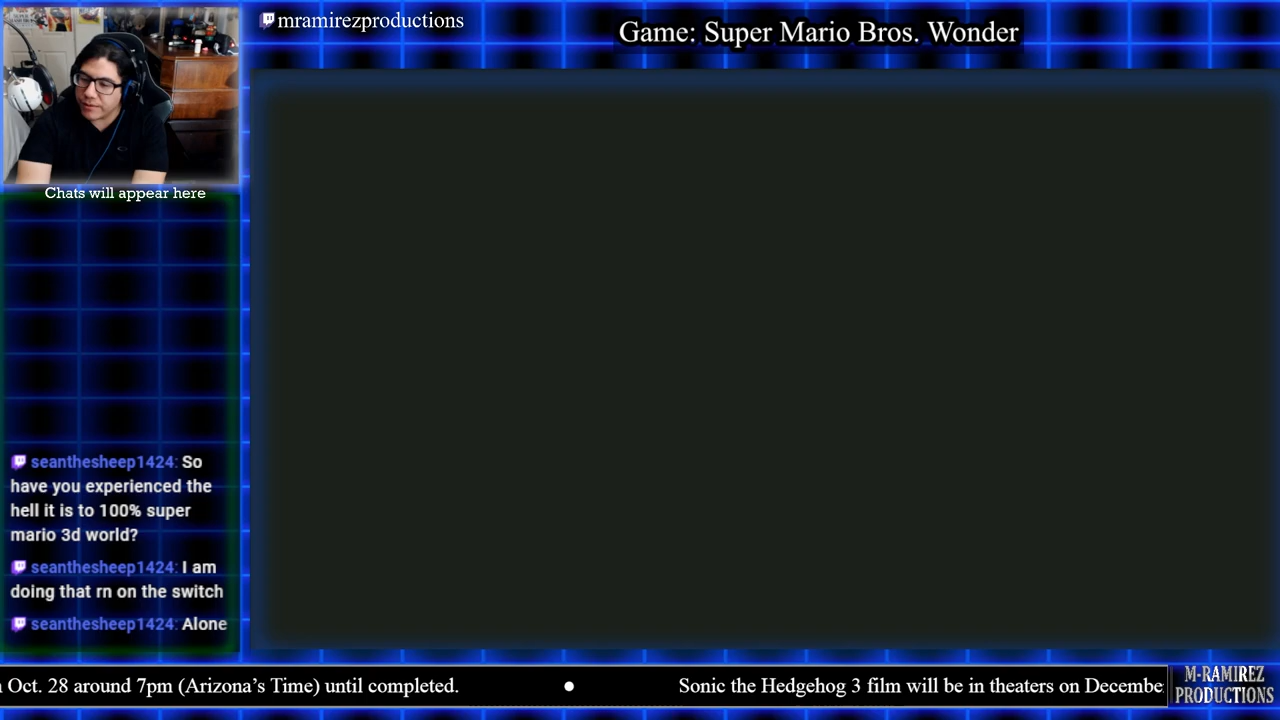 mramirezproductions
Game: Super Mario Bros. Wonder
Chats will appear here
seanthesheep1424: So
have you experienced the
hell it is to 100% super
mario 3d world?
seanthesheep1424: I am
doing that rn on the switch
seanthesheep1424: Alone
Oct. 28 around 7pm (Arizona's Time) until completed. • Sonic the Hedgehog 3 film will be in theaters on Decembe
M-RAMIREZ
PRODUCTIONS